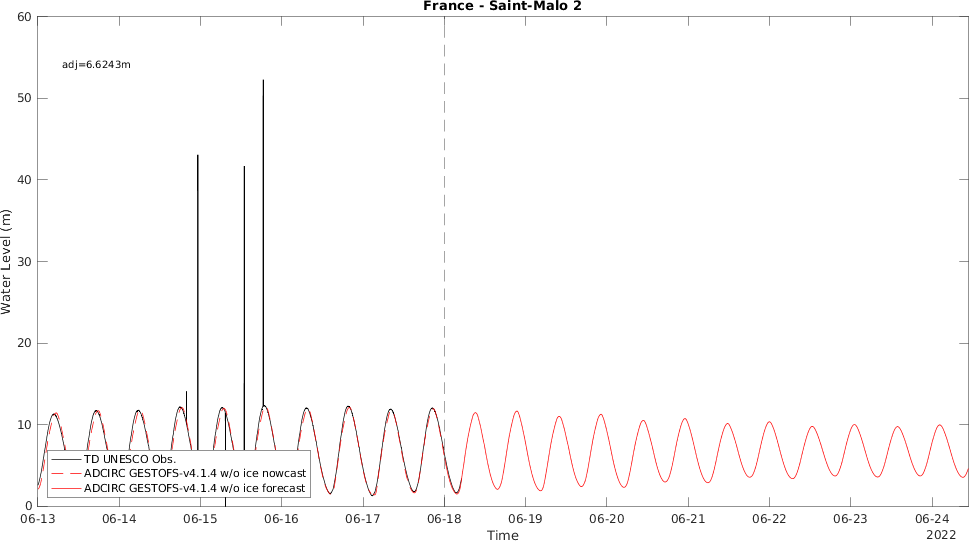 France - Saint-Malo 2
adj=6.6243m
Water Level (m)
60
50
40
30
20
10
0
TD UNESCO Obs.
ADCIRC GESTOFS-v4.1.4 w/o ice nowcast
ADCIRC GESTOFS-v4.1.4 w/o ice forecast
06-13 06-14 06-15 06-16 06-17 06-18 06-19 06-20 06-21 06-22 06-23 06-24
Time
2022